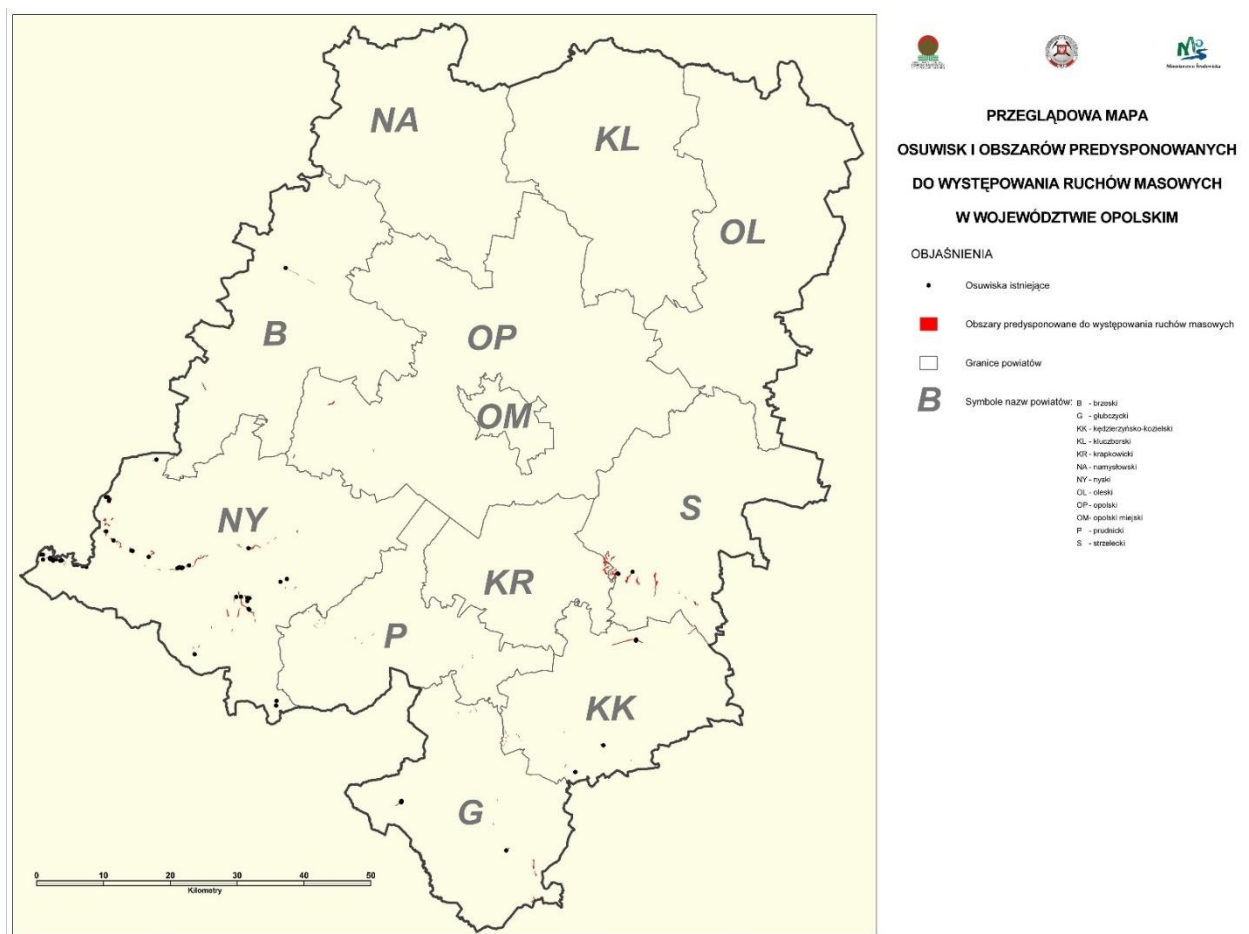 NA
KL
OL
B
OP
OM
NY
S
KR
P
KK
G
0 10 20 30 40 50
Kilometry
Ministerstwo Środowiska
PRZEGLĄDOWA MAPA
OSUWISK I OBSZARÓW PREDYSPONOWANYCH
DO WYSTĘPOWANIA RUCHÓW MASOWYCH
W WOJEWÓDZTWIE OPOLSKIM
OBJAŚNIENIA
Osuwiska istniejące
Obszary predysponowane do występowania ruchów masowych
Granice powiatów
B Symbole nazw powiatów: B - brzeski
G - głubczycki
KK - kędzierzyńsko-kozielski
KL - kluczborski
KR - krapkowicki
NA - namysłowski
NY - nyski
OL - oleski
OP - opolski
OM- opolski miejski
P - prudnicki
S - strzelecki